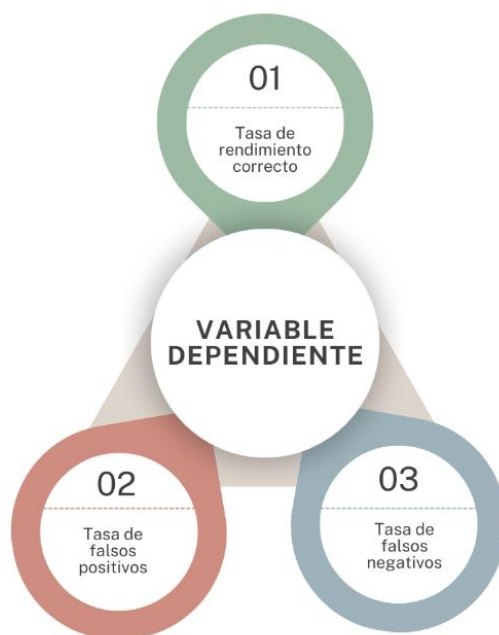 01
Tasa de
rendimiento
correcto
VARIABLE
DEPENDIENTE
02
Tasa de
falsos
positivos
03
Tasa de
falsos
negativos